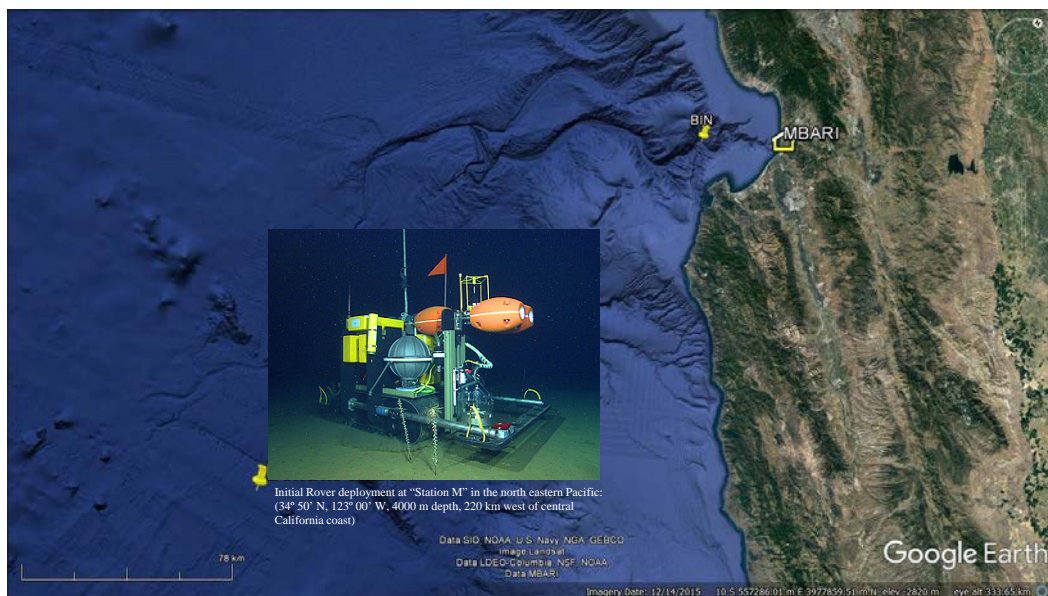 BIN
MBARI
Initial Rover deployment at “Station M” in the north eastern Pacific:
(34º 50’ N, 123º 00’ W, 4000 m depth, 220 km west of central
California coast)
78 km
Data SIO, NOAA, U.S. Navy, NGA, GEBCO
Image Landsat
Data LDEO-Columbia, NSF, NOAA
Data MBARI
Google Earth
Imagery Date: 12/14/2015 10 S 557286.01 m E 3977859.51 m N elev -2820 m eye alt 333.65 km